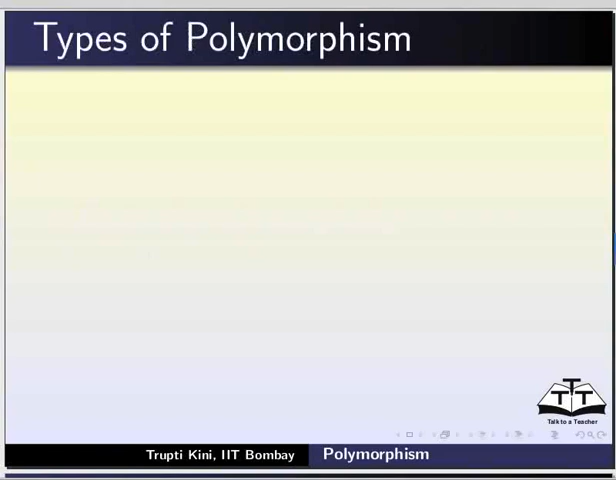 Types of Polymorphism
T
T T
Talk to a Teacher
Trupti Kini, IIT Bombay
Polymorphism